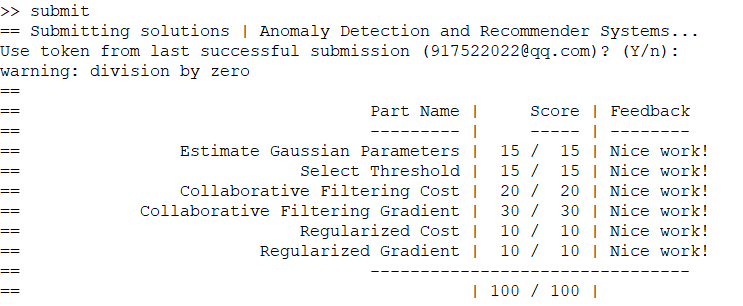 >> submit
== Submitting solutions | Anomaly Detection and Recommender Systems...
Use token from last successful submission (917522022@qq.com)? (Y/n):
warning: division by zero
==
==                                   Part Name |     Score | Feedback
==                                   --------- |     ----- | --------
==                Estimate Gaussian Parameters |  15 /  15 | Nice work!
==                            Select Threshold |  15 /  15 | Nice work!
==                Collaborative Filtering Cost |  20 /  20 | Nice work!
==            Collaborative Filtering Gradient |  30 /  30 | Nice work!
==                            Regularized Cost |  10 /  10 | Nice work!
==                        Regularized Gradient |  10 /  10 | Nice work!
==                                   --------------------------------
==                                             | 100 / 100 |